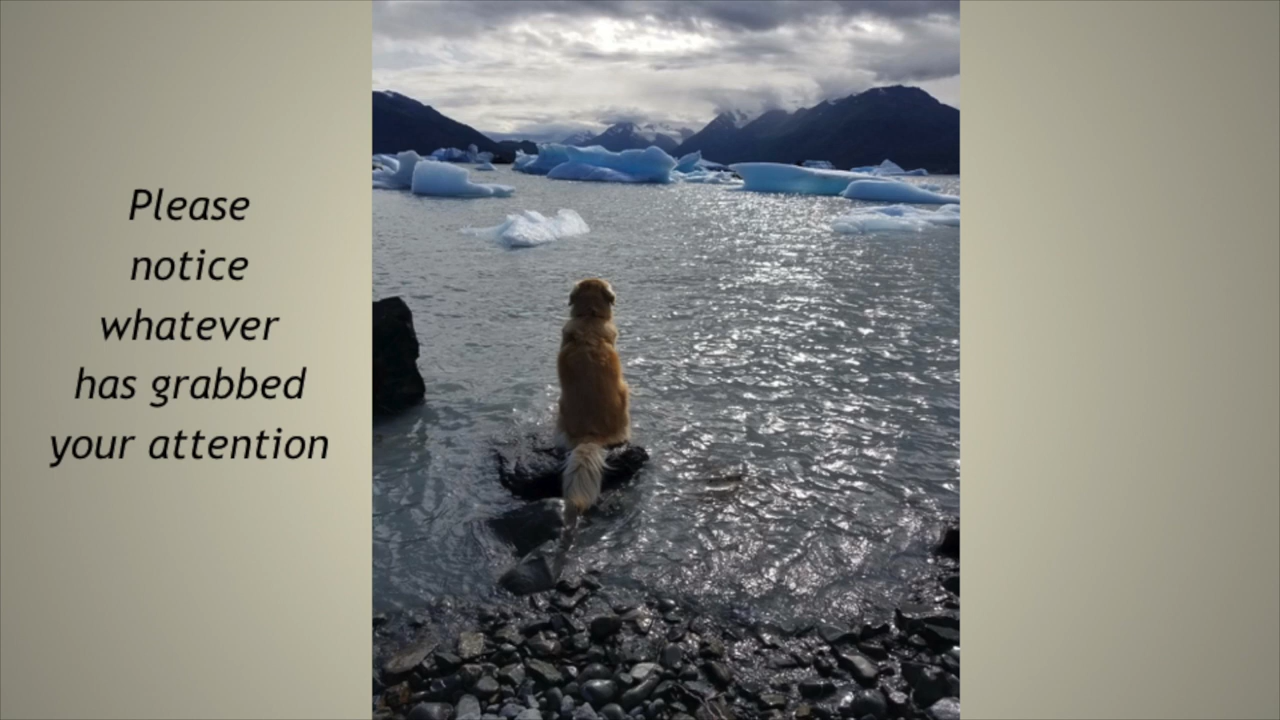 Please
notice
whatever
has grabbed
your attention